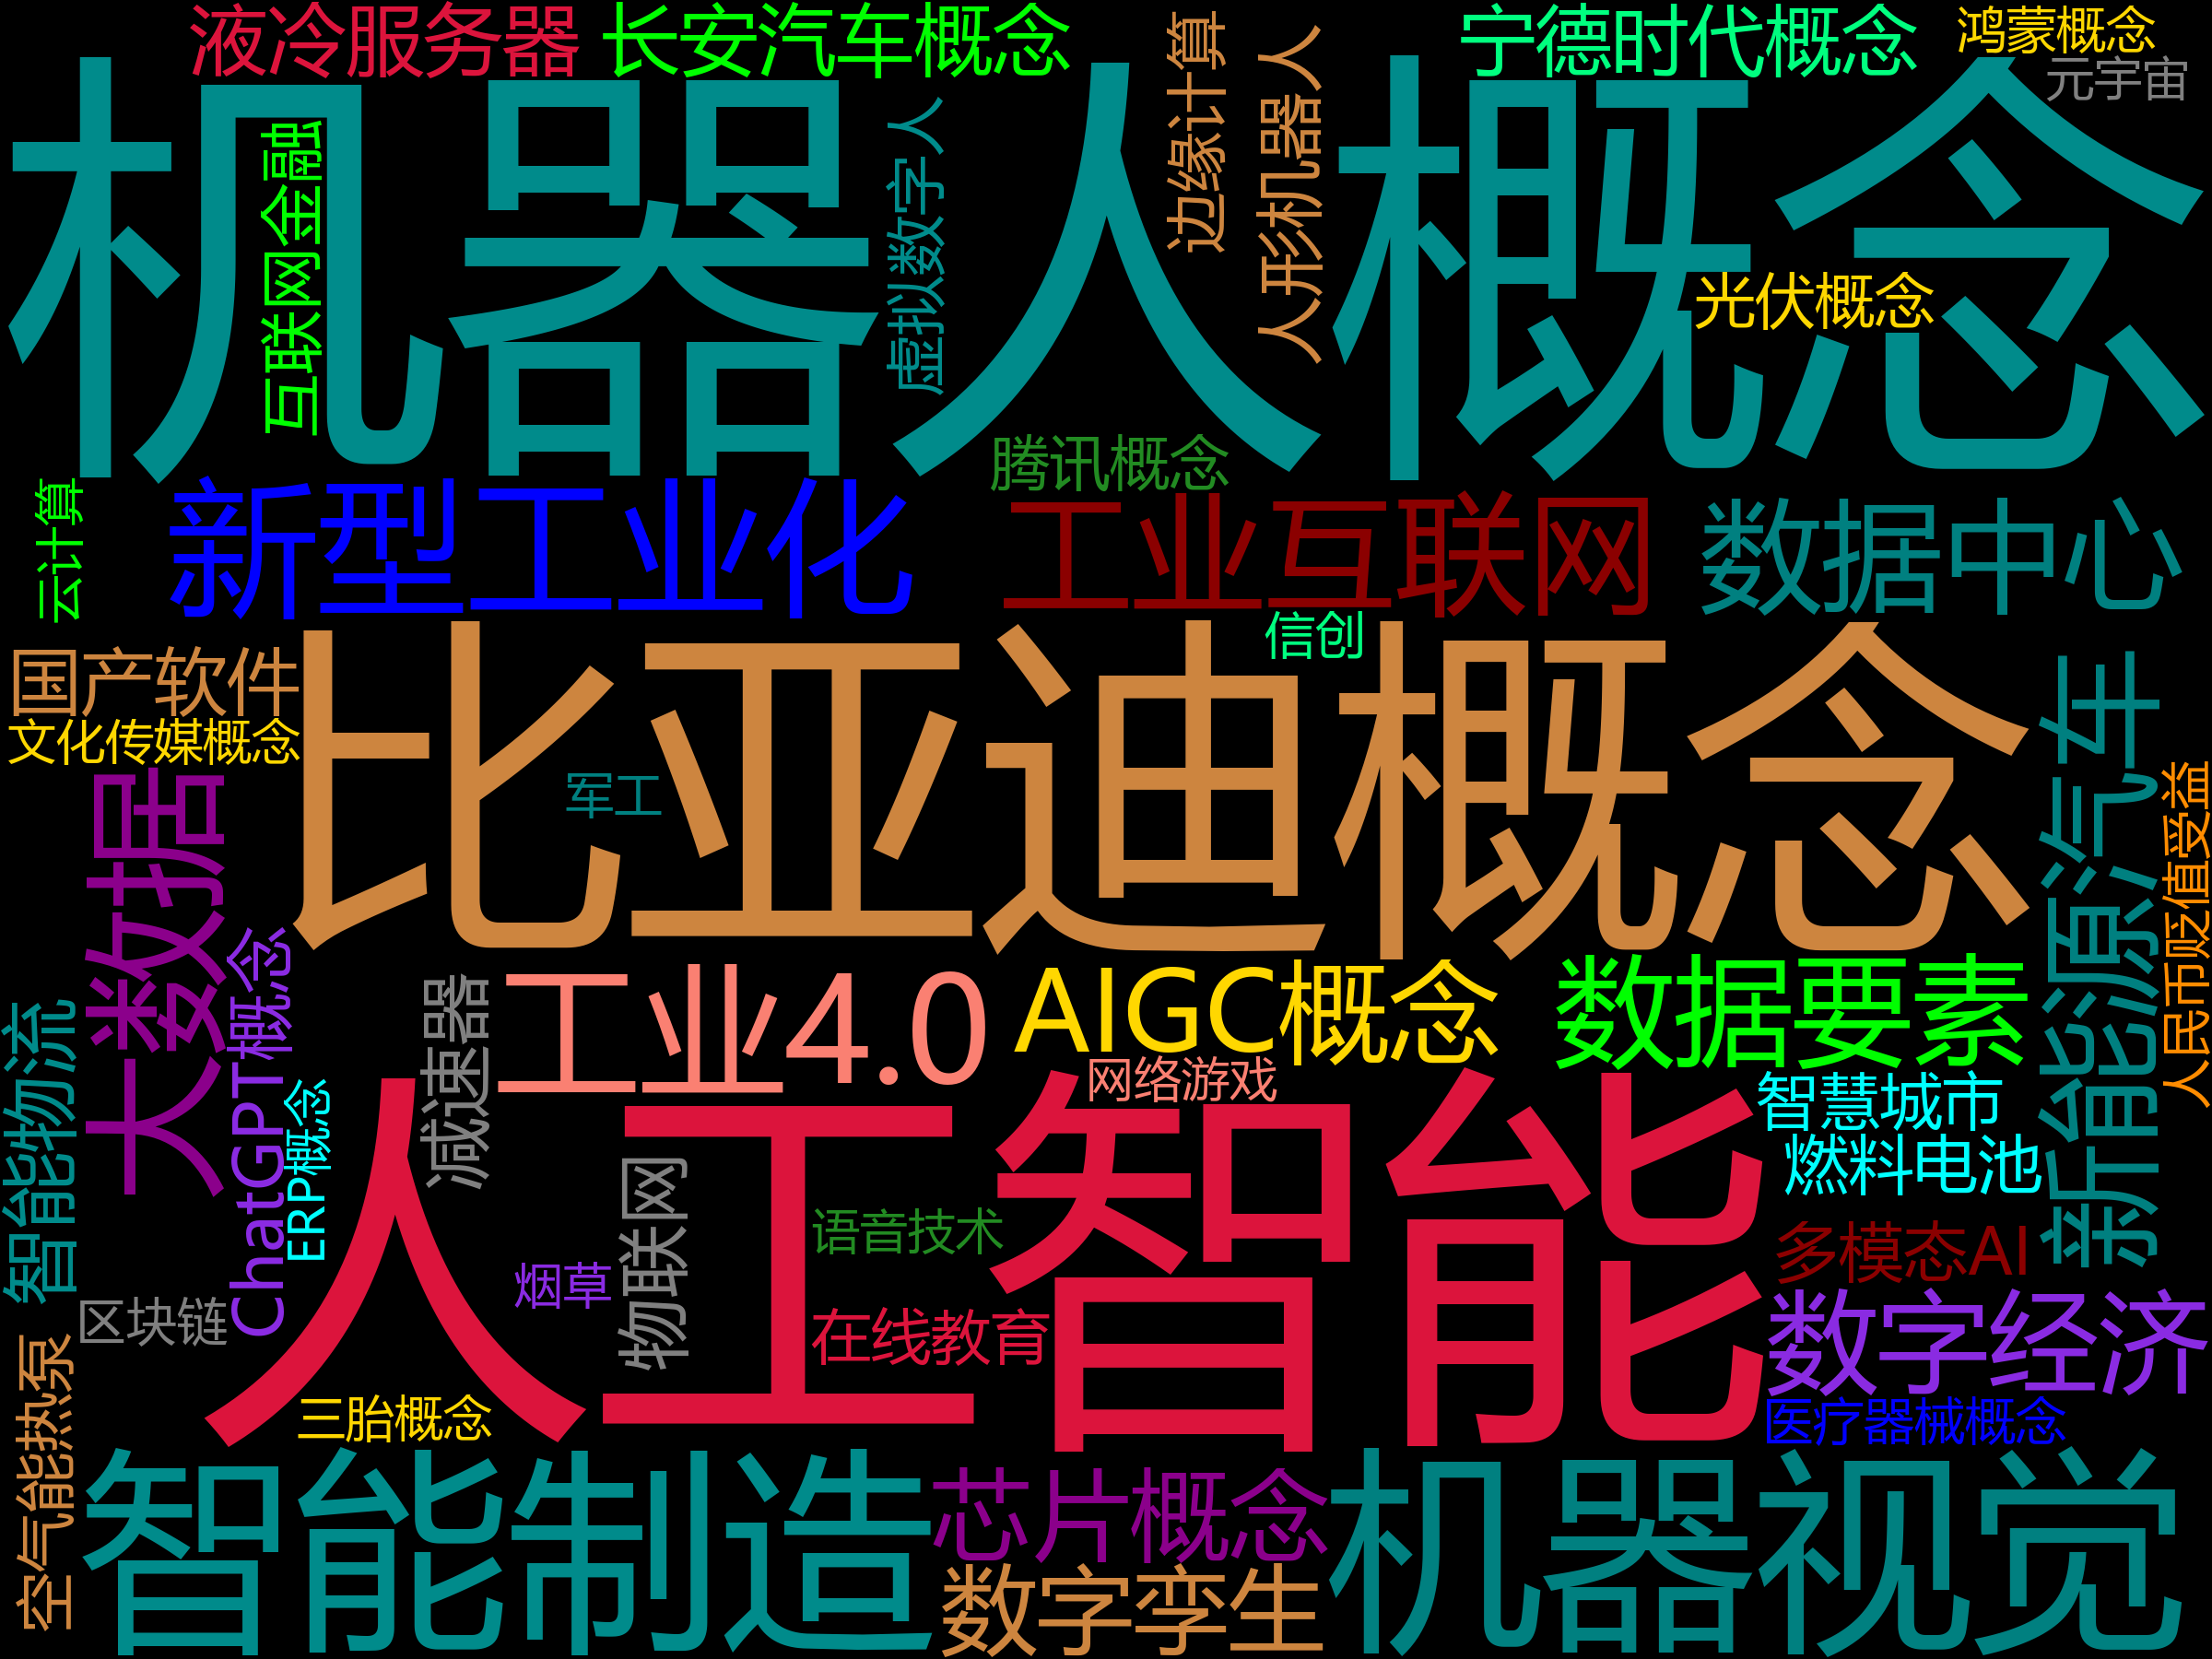 液冷服务器
长安汽车概念
宁德时代概念
鸿蒙概念
元宇宙
机器人概念
互联网金融
虚拟数字人
边缘计算
人形机器人
光伏概念
腾讯概念
云计算
新型工业化
工业互联网
数据中心
信创
国产软件
文化传媒概念
比亚迪概念
军工
新能源汽车
人民币贬值受益
大数据
ChatGPT概念
减速器
工业4.0
AIGC概念
数据要素
网络游戏
智能物流
ERP概念
人工智能
智慧城市
燃料电池
物联网
语音技术
多模态AI
烟草
区块链
在线教育
数字经济
空气能热泵
三胎概念
医疗器械概念
智能制造
芯片概念
机器视觉
数字孪生